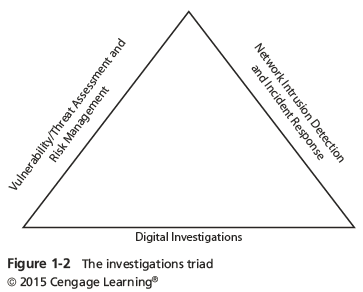 Vulnerability/Threat Assessment and
Risk Management
Network Intrusion Detection
and Incident Response
Digital Investigations
Figure 1-2 The investigations triad
© 2015 Cengage Learning®